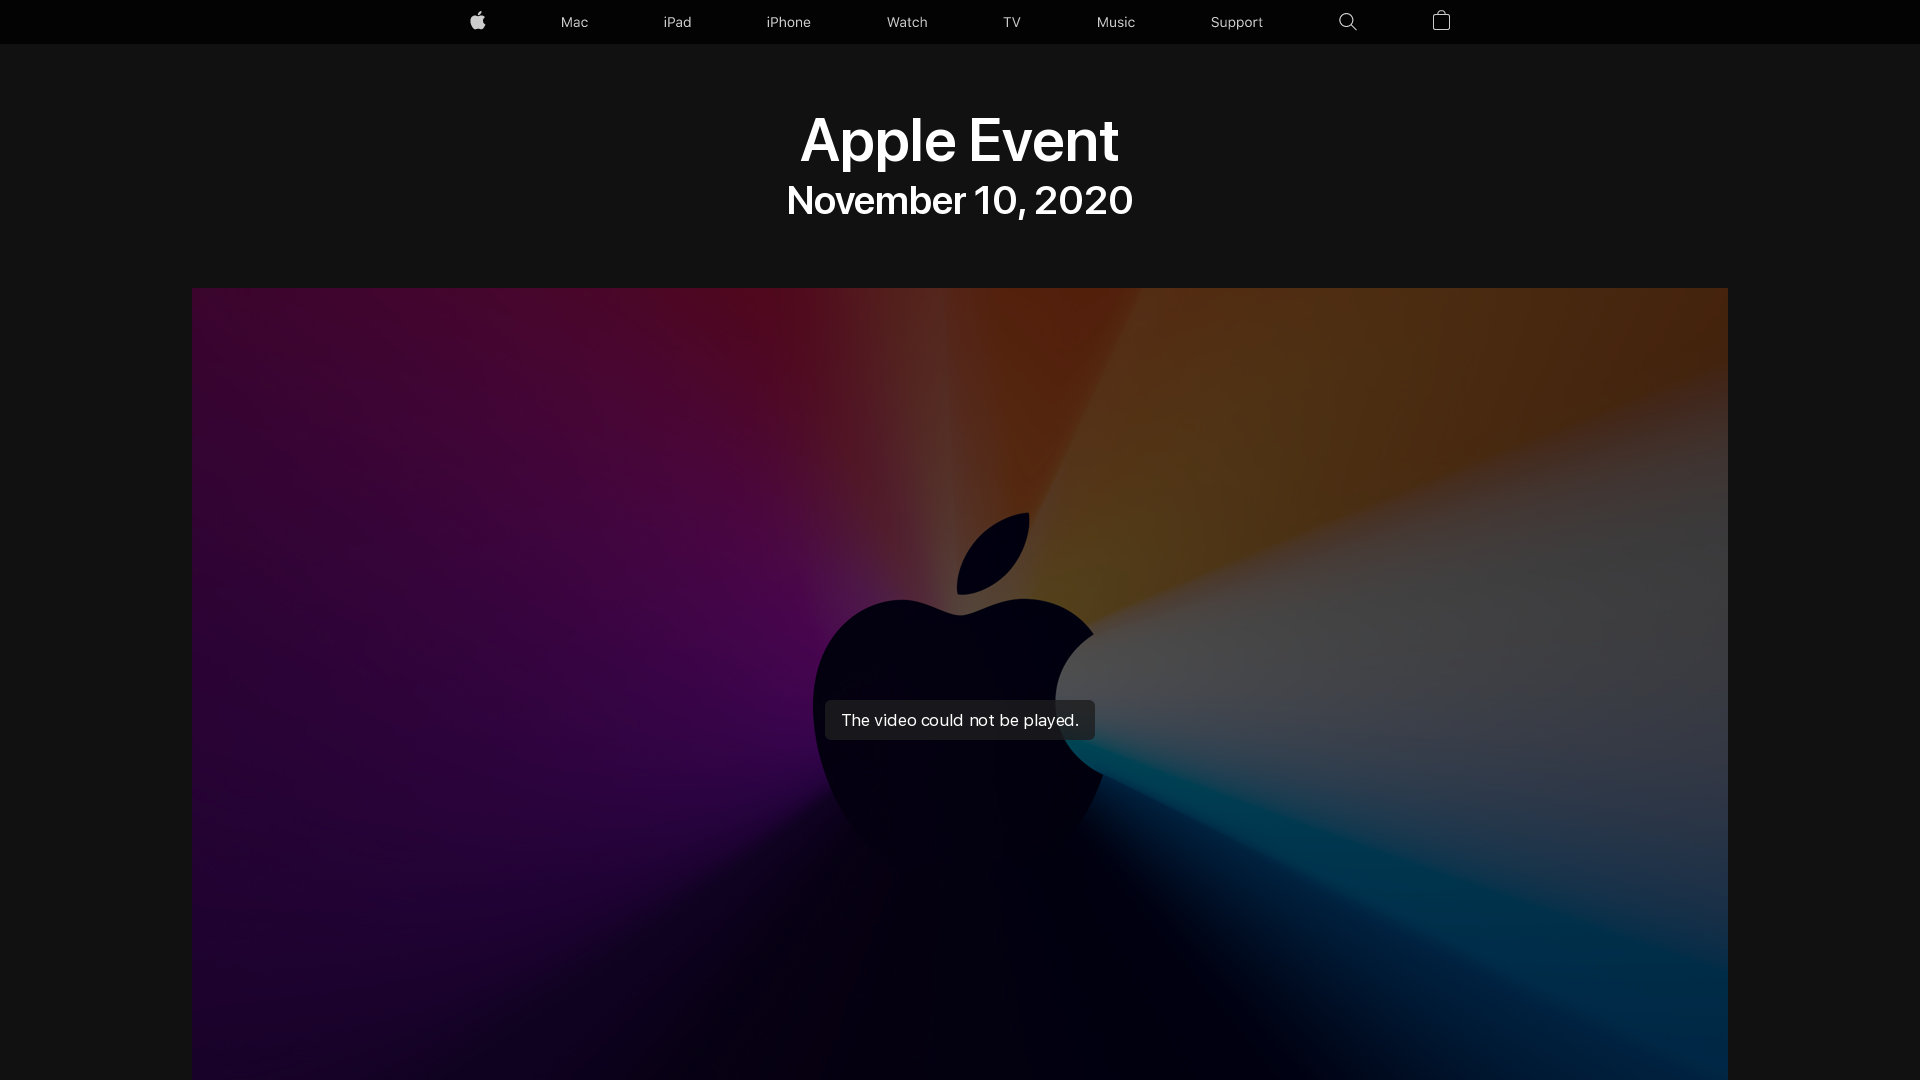 Mac iPad iPhone Watch TV Music Support
Apple Event
November 10, 2020
The video could not be played.